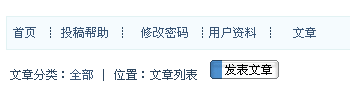 首页 ┊ 投稿帮助 ┊ 修改密码 ┊用户资料 ┊ 文章
文章分类：全部 | 位置：文章列表 发表文章